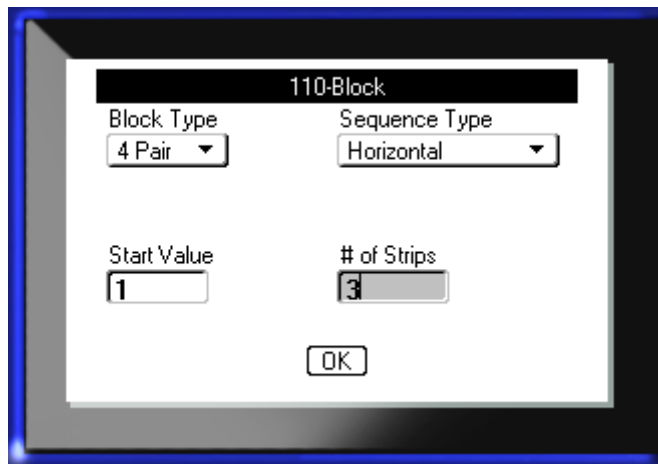 110-Block
Block Type Sequence Type
4 Pair Horizontal
Start Value # of Strips
1 3
OK